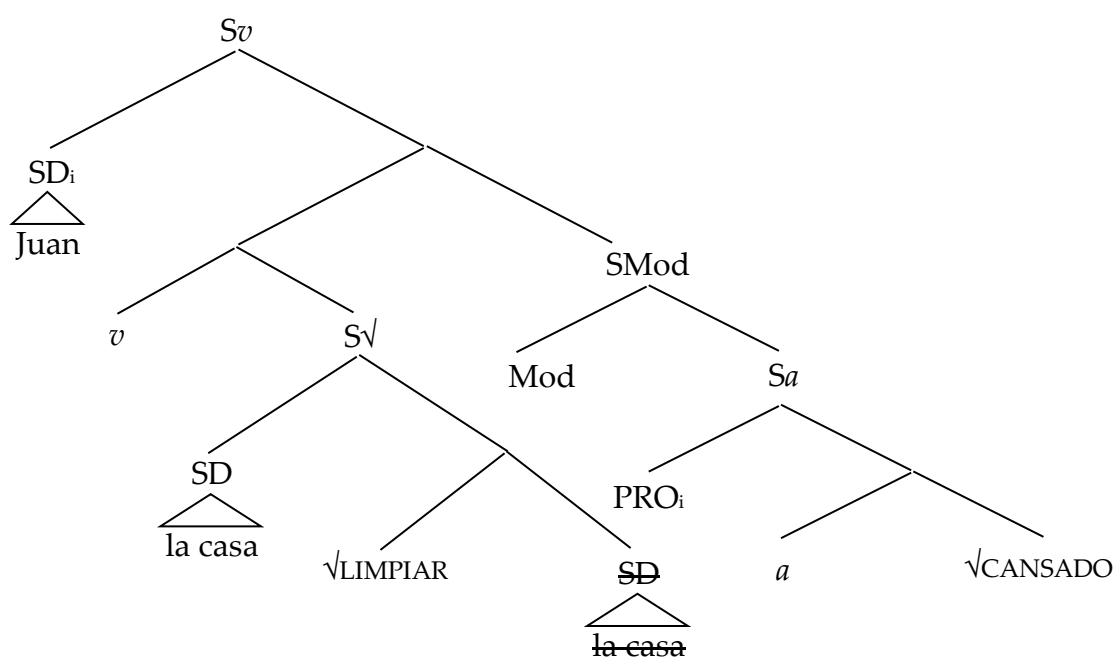 Sv
SDi
Juan
SMod
v
S√
Mod
Sa
SD
la casa
PROi
√LIMPIAR
SD
la casa
a
√CANSADO